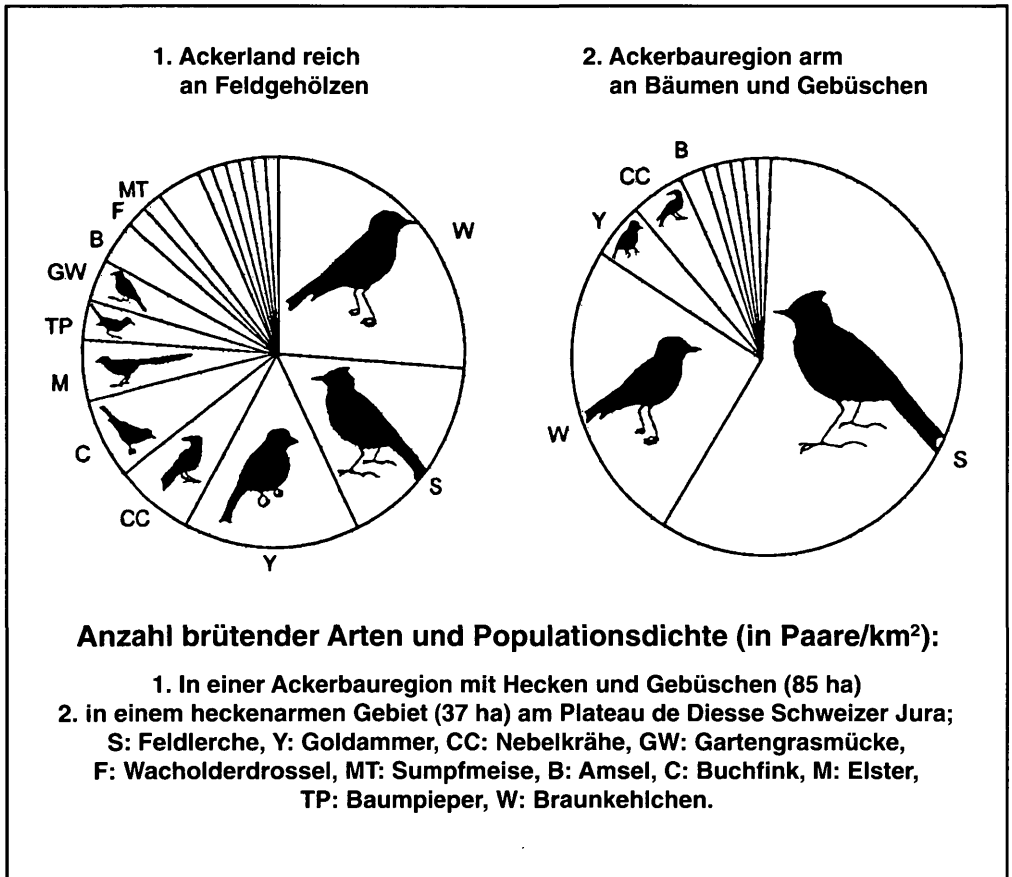 1. Ackerland reich
an Feldgehölzen
2. Ackerbauregion arm
an Bäumen und Gebüschen
MT
F
B
GW
TP
M
C
CC
Y
S
W
B
CC
Y
W
S
Anzahl brütender Arten und Populationsdichte (in Paare/km²):
1. In einer Ackerbauregion mit Hecken und Gebüschen (85 ha)
2. in einem heckenarmen Gebiet (37 ha) am Plateau de Diesse Schweizer Jura;
S: Feldlerche, Y: Goldammer, CC: Nebelkrähe, GW: Gartengrasmücke,
F: Wacholderdrossel, MT: Sumpfmeise, B: Amsel, C: Buchfink, M: Elster,
TP: Baumpieper, W: Braunkehlchen.